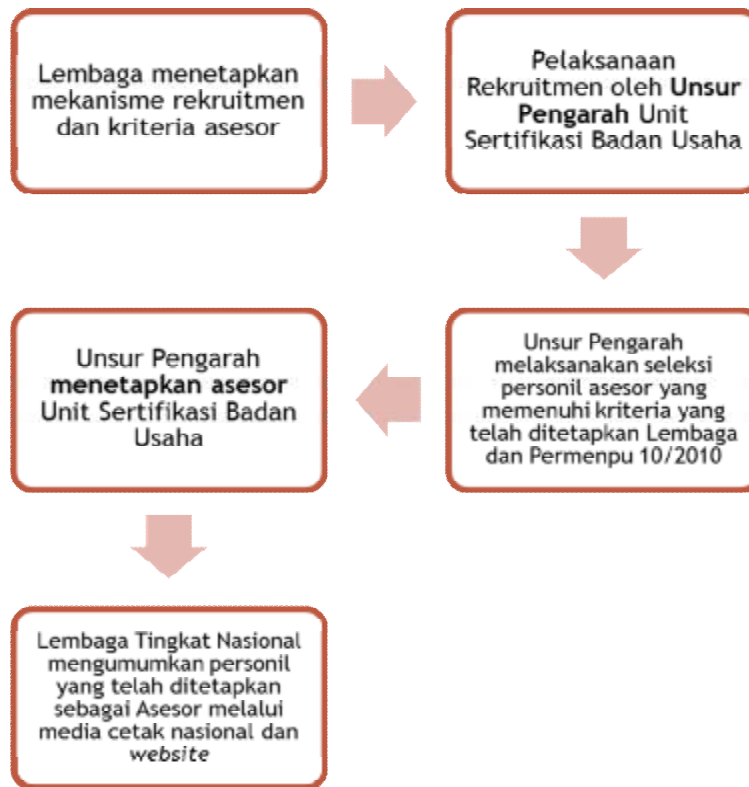 Lembaga menetapkan
mekanisme rekruitmen
dan kriteria asesor
Pelaksanaan
Rekruitmen oleh Unsur
Pengarah Unit
Sertifikasi Badan Usaha
Unsur Pengarah
melaksanakan seleksi
personil asesor yang
memenuhi kriteria yang
telah ditetapkan Lembaga
dan Permenpu 10/2010
Unsur Pengarah
menetapkan asesor
Unit Sertifikasi Badan
Usaha
Lembaga Tingkat Nasional
mengumumkan personil
yang telah ditetapkan
sebagai Asesor melalui
media cetak nasional dan
website